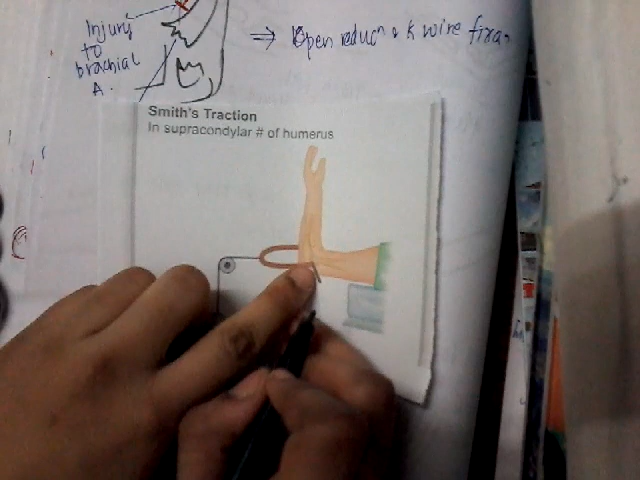 Injury
to
brachial
A.
⇒ Open reducn & K wire fixa
Smith's Traction
In supracondylar # of humerus